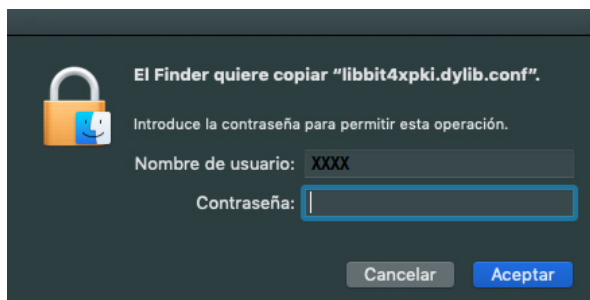 El Finder quiere copiar “libbit4xpki.dylib.conf”.
Introduce la contraseña para permitir esta operación.
Nombre de usuario: XXXX
Contraseña:
Cancelar Aceptar